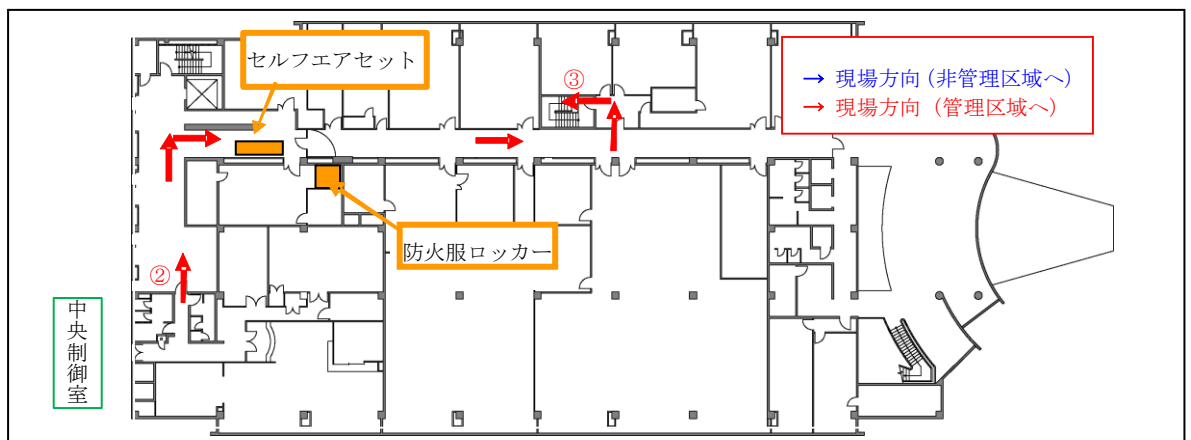 セルフエアセット
③
→ 現場方向 (非管理区域へ)
→ 現場方向 (管理区域へ)
防火服ロッカー
②
中央制御室